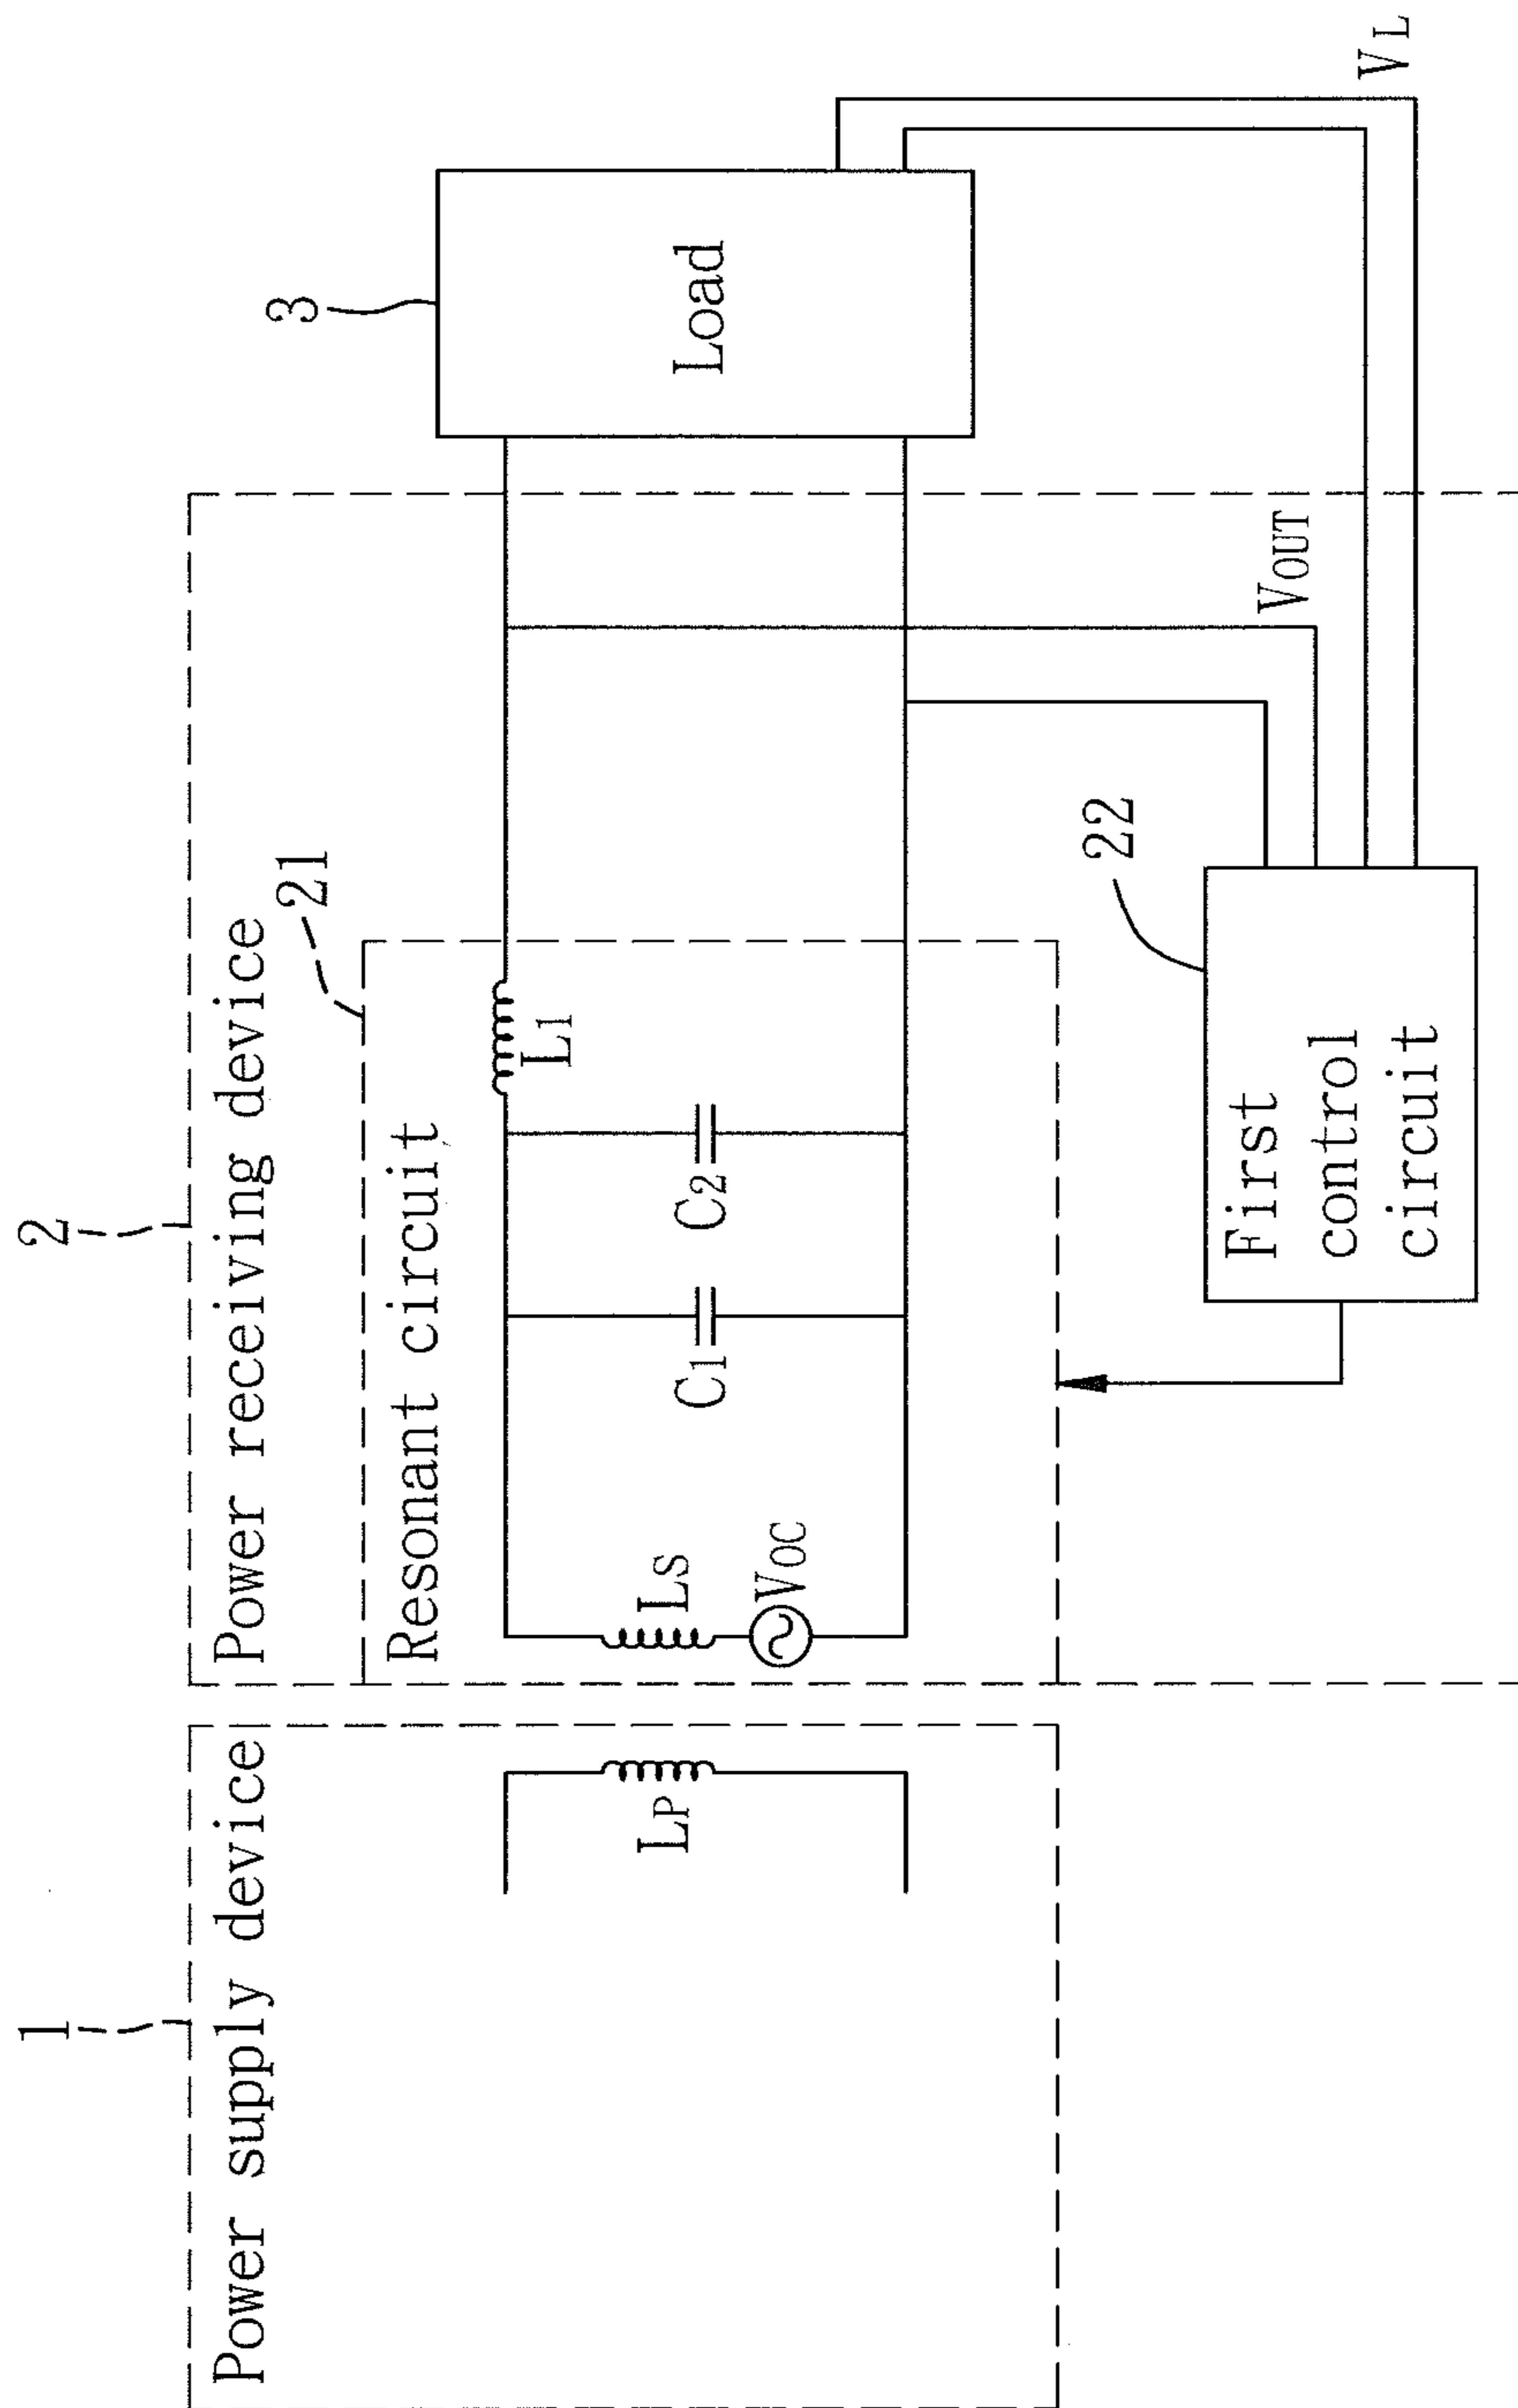 1
Power supply device
LP
2
Power receiving device
21
Resonant circuit
LS
VOC
C1
C2
L1
22
First
control
circuit
VOUT
3
Load
VL